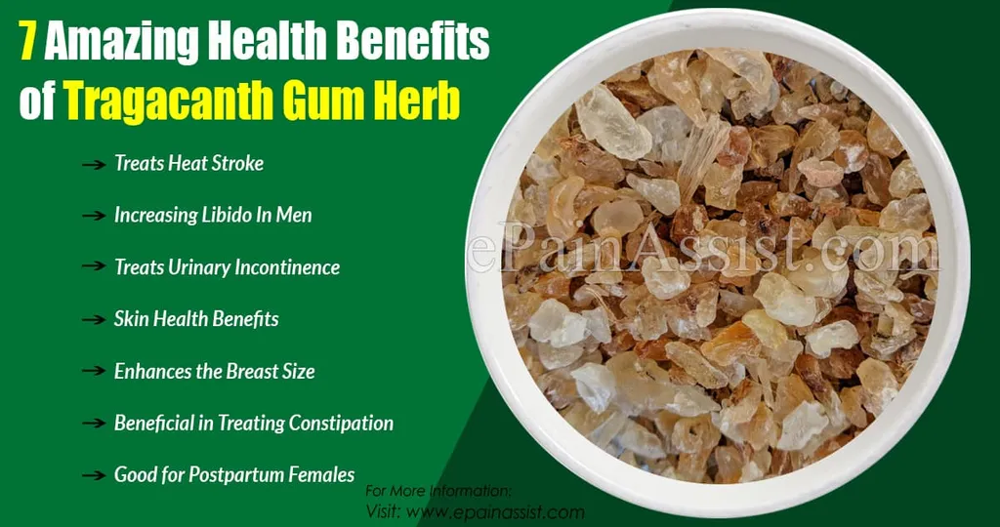 7 Amazing Health Benefits
of Tragacanth Gum Herb
Treats Heat Stroke
Increasing Libido In Men
Treats Urinary Incontinence
Skin Health Benefits
Enhances the Breast Size
Beneficial in Treating Constipation
Good for Postpartum Females
ePainAssist.com
For More Information:
Visit: www.epainassist.com